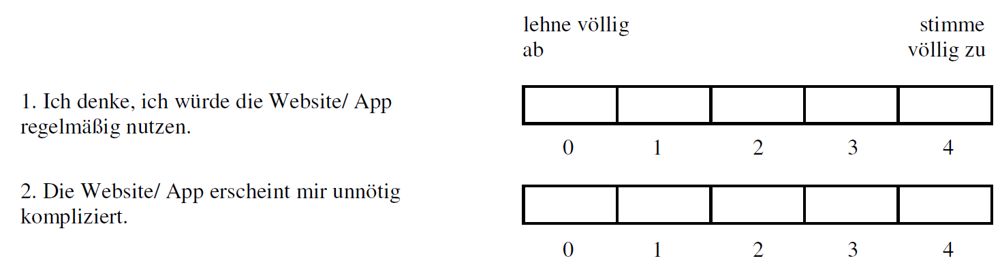 lehne völlig
ab
stimme
völlig zu
1. Ich denke, ich würde die Website/ App
regelmäßig nutzen.
0 1 2 3 4
2. Die Website/ App erscheint mir unnötig
kompliziert.
0 1 2 3 4